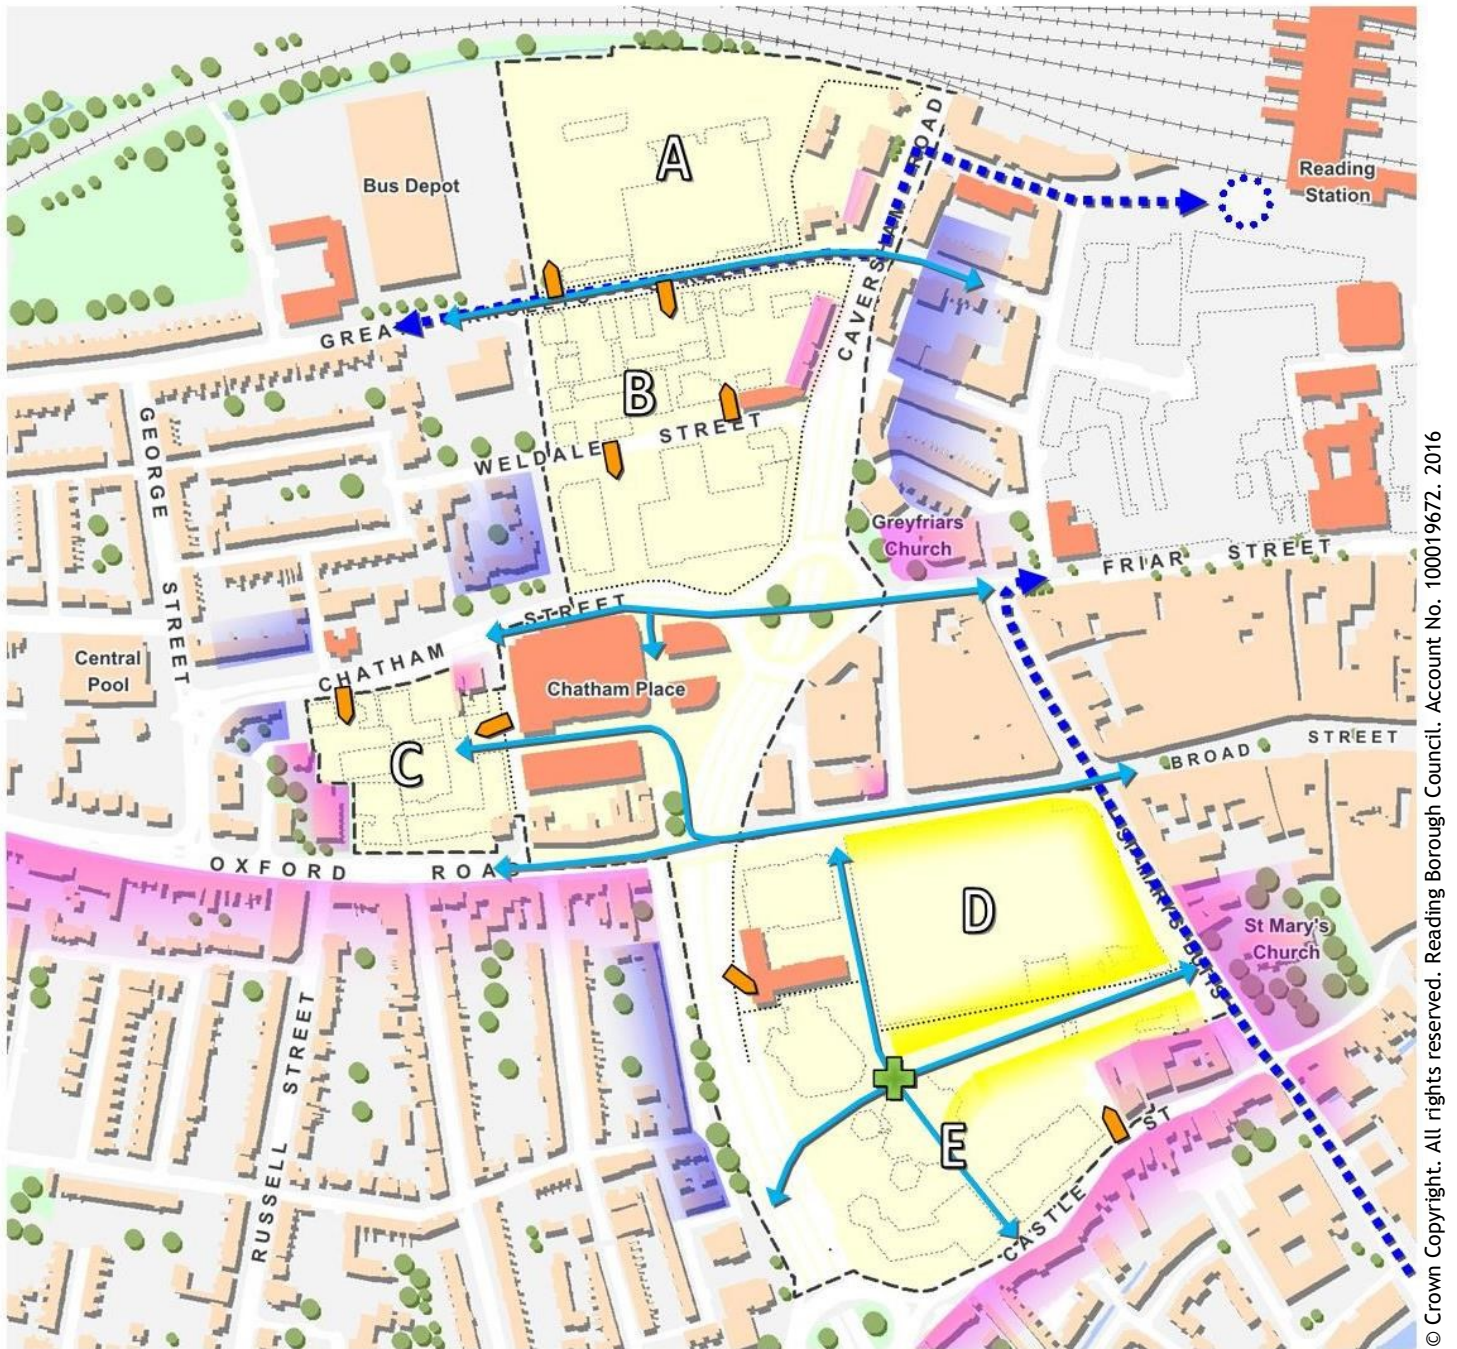 A
ROAD
Reading
Station
Bus Depot
GREA
CAVERSHAM
B
GEORGE
STREET
WELDALE STREET
Greyfriars
Church
FRIAR STREET
STREET
CHATHAM
Central
Pool
Chatham Place
C
BROAD STREET
OXFORD ROAD
D
ST MARY'S BUTTS
St Mary's
Church
RUSSELL STREET
E
CASTLE ST
© Crown Copyright. All rights reserved. Reading Borough Council. Account No. 100019672. 2016